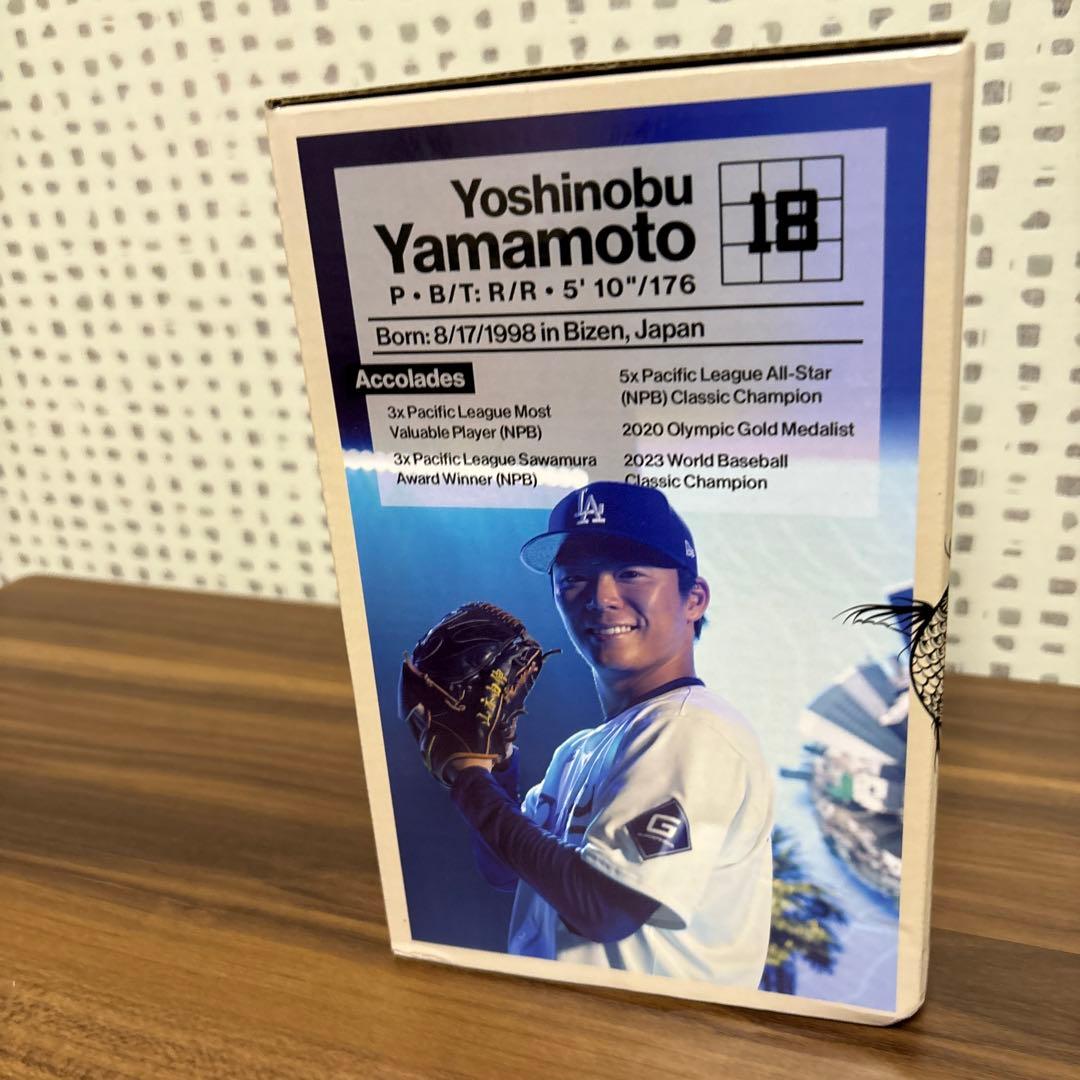 Yoshinobu
Yamamoto
18
P • B/T: R/R • 5' 10"/176
Born: 8/17/1998 in Bizen, Japan
Accolades
3x Pacific League Most
Valuable Player (NPB)
3x Pacific League Sawamura
Award Winner (NPB)
5x Pacific League All-Star
(NPB) Classic Champion
2020 Olympic Gold Medalist
2023 World Baseball
Classic Champion
LA
G